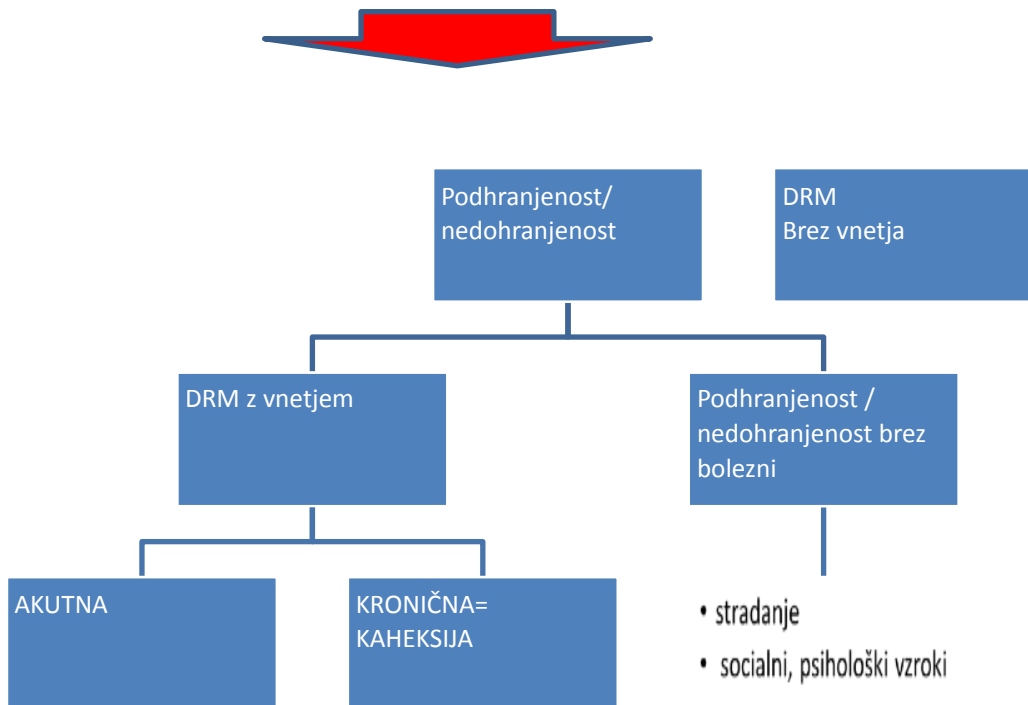 Podhranjenost/
nedohranjenost
DRM
Brez vnetja
DRM z vnetjem
Podhranjenost /
nedohranjenost brez
bolezni
AKUTNA
KRONIČNA=
KAHEKSIJA
• stradanje
• socialni, psihološki vzroki